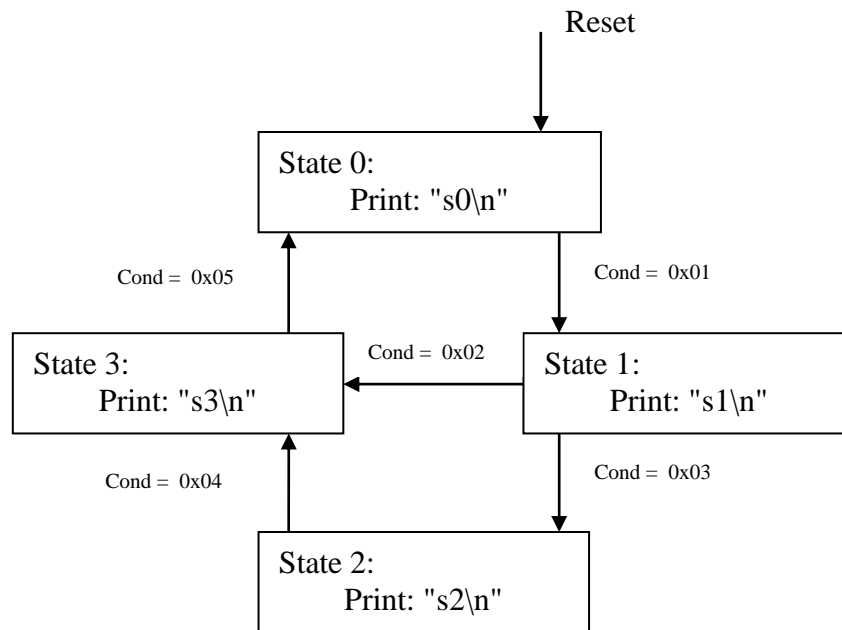 Reset
State 0:
Print: "s0\n"
Cond = 0x05
Cond = 0x01
State 3:
Print: "s3\n"
Cond = 0x02
State 1:
Print: "s1\n"
Cond = 0x04
Cond = 0x03
State 2:
Print: "s2\n"